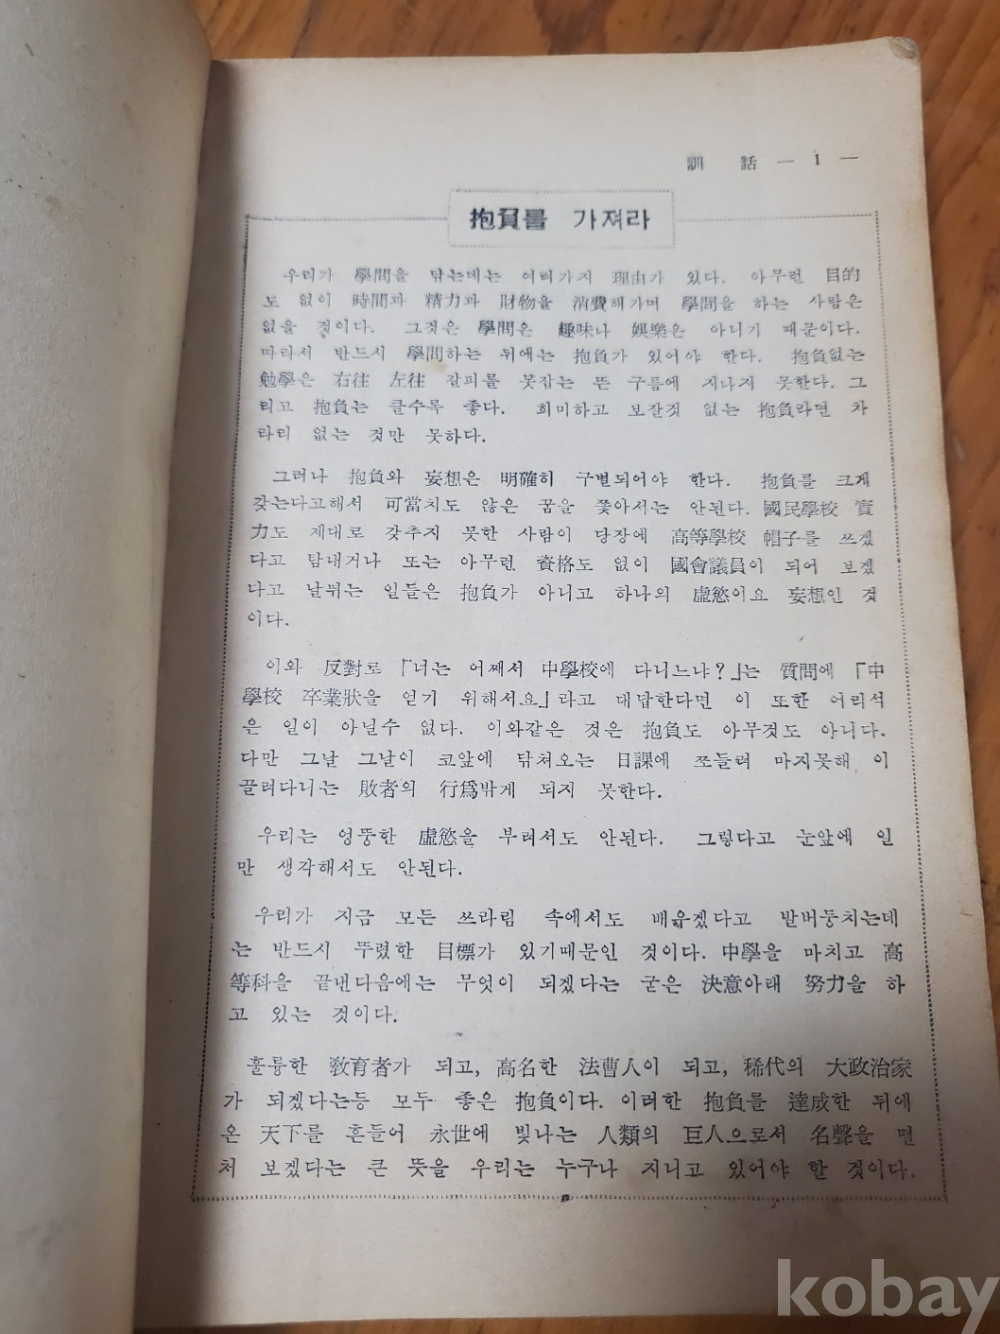 訓 話 — 1 —
抱負를 가져라
우리가 學問을 닦는데는 여러가지 理由가 있다. 아무런 目的
도 없이 時間과 精力과 財物을 消費해가며 學問을 하는 사람은
없을 것이다. 그것은 學問은 趣味나 娛樂은 아니기 때문이다.
따라서 반드시 學問하는 뒤에는 抱負가 있어야 한다. 抱負없는
勉學은 右往 左往 갈피를 못잡는 뜬 구름에 지나지 못한다. 그
리고 抱負는 클수록 좋다. 희미하고 보잘것 없는 抱負라면 차
라리 없는 것만 못하다.
그러나 抱負와 妄想은 明確히 구별되어야 한다. 抱負를 크게
갖는다고해서 可當치도 않은 꿈을 쫓아서는 안된다. 國民學校 實
力도 제대로 갖추지 못한 사람이 당장에 高等學校 帽子를 쓰겠
다고 탐내거나 또는 아무런 資格도 없이 國會議員이 되어 보겠
다고 날뛰는 일들은 抱負가 아니고 하나의 虛慾이요 妄想인 것
이다.
이와 反對로 「너는 어째서 中學校에 다니느냐?」는 質問에 「中
學校 卒業狀을 얻기 위해서요」라고 대답한다면 이 또한 어리석
은 일이 아닐수 없다. 이와같은 것은 抱負도 아무것도 아니다.
다만 그날 그날이 코앞에 닥쳐오는 日課에 쪼들려 마지못해 이
끌려다니는 敗者의 行爲밖게 되지 못한다.
우리는 엉뚱한 虛慾을 부려서도 안된다. 그렇다고 눈앞에 일
만 생각해서도 안된다.
우리가 지금 모든 쓰라림 속에서도 배우겠다고 발버둥치는데
는 반드시 뚜렸한 目標가 있기때문인 것이다. 中學을 마치고 高
等科을 끝낸다음에는 무엇이 되겠다는 굳은 決意아래 努力을 하
고 있는 것이다.
훌륭한 敎育者가 되고, 高名한 法曹人이 되고, 稀代의 大政治家
가 되겠다는등 모두 좋은 抱負이다. 이러한 抱負를 達成한 뒤에
온 天下를 흔들어 永世에 빛나는 人類의 巨人으로서 名聲을 떨
처 보겠다는 큰 뜻을 우리는 누구나 지니고 있어야 할 것이다.
kobay